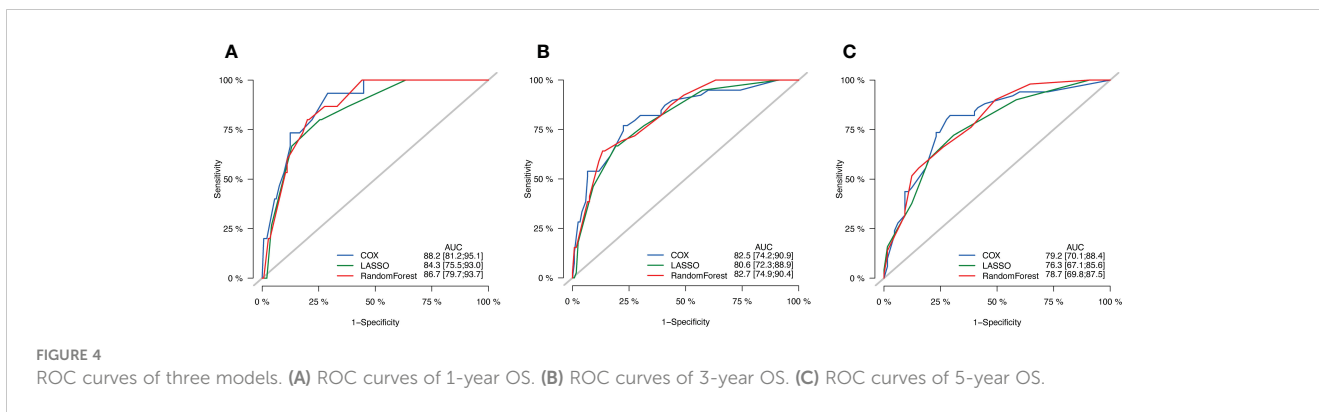 A
B
C
100 %
75 %
50 %
25 %
0 %
Sensitivity
AUC
COX 88.2 [81.2;95.1]
LASSO 84.3 [75.5;93.0]
RandomForest 86.7 [79.7;93.7]
0 %
25 %
50 %
75 %
100 %
1−Specificity
100 %
75 %
50 %
25 %
0 %
Sensitivity
AUC
COX 82.5 [74.2;90.9]
LASSO 80.6 [72.3;88.9]
RandomForest 82.7 [74.9;90.4]
0 %
25 %
50 %
75 %
100 %
1−Specificity
100 %
75 %
50 %
25 %
0 %
Sensitivity
AUC
COX 79.2 [70.1;88.4]
LASSO 76.3 [67.1;85.6]
RandomForest 78.7 [69.8;87.5]
0 %
25 %
50 %
75 %
100 %
1−Specificity
FIGURE 4
ROC curves of three models. (A) ROC curves of 1-year OS. (B) ROC curves of 3-year OS. (C) ROC curves of 5-year OS.